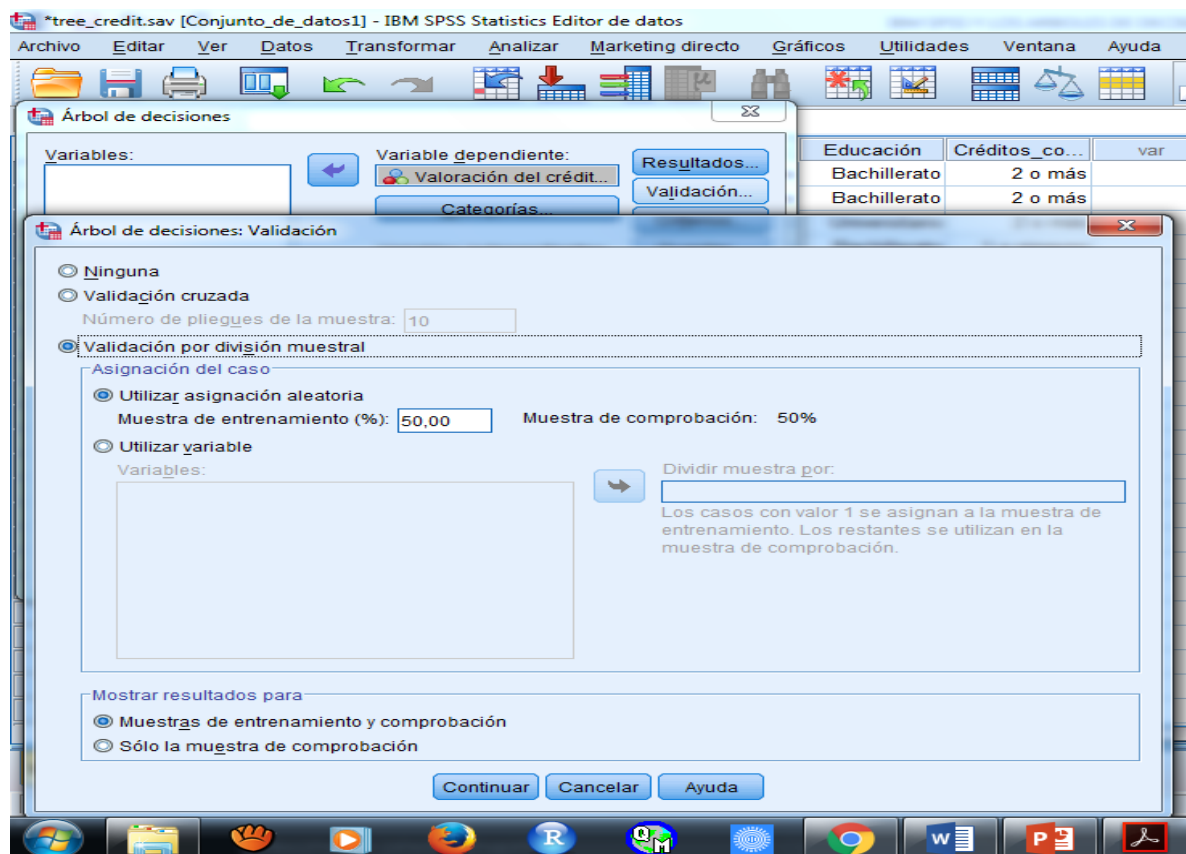 *tree_credit.sav [Conjunto_de_datos1] - IBM SPSS Statistics Editor de datos
Archivo Editar Ver Datos Transformar Analizar Marketing directo Gráficos Utilidades Ventana Ayuda
Árbol de decisiones
Variables:
Variable dependiente:
Valoración del crédit...
Categorías...
Resultados...
Validación...
Educación Créditos_co... var
Bachillerato 2 o más
Bachillerato 2 o más
Árbol de decisiones: Validación
Ninguna
Validación cruzada
Número de pliegues de la muestra: 10
Validación por división muestral
Asignación del caso
Utilizar asignación aleatoria
Muestra de entrenamiento (%): 50,00 Muestra de comprobación: 50%
Utilizar variable
Variables:
Dividir muestra por:
Los casos con valor 1 se asignan a la muestra de
entrenamiento. Los restantes se utilizan en la
muestra de comprobación.
Mostrar resultados para
Muestras de entrenamiento y comprobación
Sólo la muestra de comprobación
Continuar Cancelar Ayuda